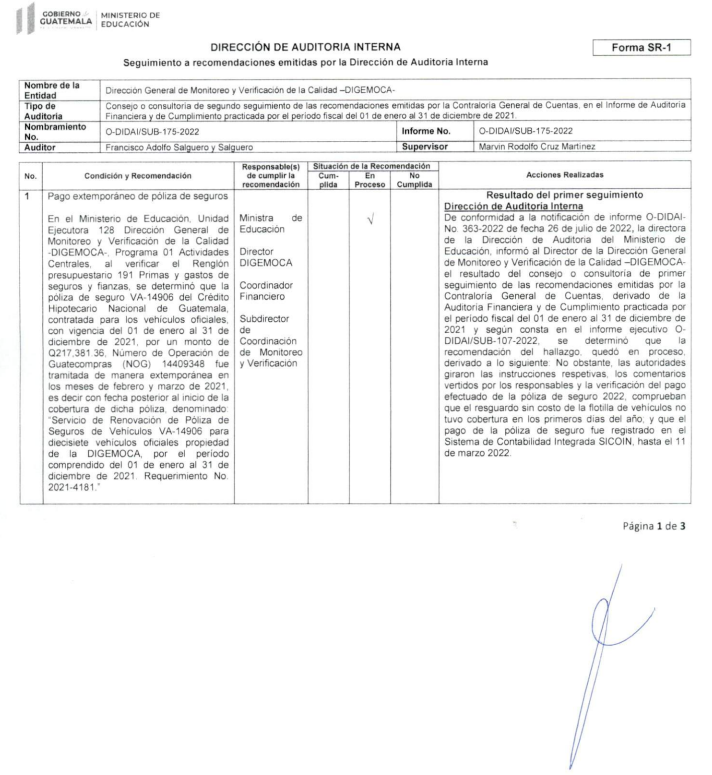 GOBIERNO de
GUATEMALA
MINISTERIO DE
EDUCACIÓN
DIRECCIÓN DE AUDITORIA INTERNA
Forma SR-1
Seguimiento a recomendaciones emitidas por la Dirección de Auditoria Interna
Nombre de la
Entidad
Dirección General de Monitoreo y Verificación de la Calidad –DIGEMOCA-
Tipo de
Auditoria
Consejo o consultoria de segundo seguimiento de las recomendaciones emitidas por la Contraloría General de Cuentas, en el Informe de Auditoria
Financiera y de Cumplimiento practicada por el período fiscal del 01 de enero al 31 de diciembre de 2021.
Nombramiento
No.
O-DIDAI/SUB-175-2022
Informe No.
O-DIDAI/SUB-175-2022
Auditor
Francisco Adolfo Salguero y Salguero
Supervisor
Marvin Rodolfo Cruz Martínez
No.
Condición y Recomendación
Responsable(s)
de cumplir la
recomendación
Situación de la Recomendación
Cum-
plida
En
Proceso
No
Cumplida
Acciones Realizadas
1
Pago extemporáneo de póliza de seguros
En el Ministerio de Educación, Unidad
Ejecutora 128 Dirección General de
Monitoreo y Verificación de la Calidad
-DIGEMOCA-, Programa 01 Actividades
Centrales, al verificar el Renglón
presupuestario 191 Primas y gastos de
seguros y fianzas, se determinó que la
póliza de seguro VA-14906 del Crédito
Hipotecario Nacional de Guatemala,
contratada para los vehículos oficiales,
con vigencia del 01 de enero al 31 de
diciembre de 2021, por un monto de
Q217,381.36, Número de Operación de
Guatecompras (NOG) 14409348 fue
tramitada de manera extemporánea en
los meses de febrero y marzo de 2021,
es decir con fecha posterior al inicio de la
cobertura de dicha póliza, denominado:
"Servicio de Renovación de Póliza de
Seguros de Vehículos VA-14906 para
diecisiete vehículos oficiales propiedad
de la DIGEMOCA, por el período
comprendido del 01 de enero al 31 de
diciembre de 2021. Requerimiento No.
2021-4181."
Ministra de
Educación
Director
DIGEMOCA
Coordinador
Financiero
Subdirector
de
Coordinación
de Monitoreo
y Verificación
√
Resultado del primer seguimiento
Dirección de Auditoria Interna
De conformidad a la notificación de informe O-DIDAI-
No. 363-2022 de fecha 26 de julio de 2022, la directora
de la Dirección de Auditoria del Ministerio de
Educación, informó al Director de la Dirección General
de Monitoreo y Verificación de la Calidad –DIGEMOCA-
el resultado del consejo o consultoría de primer
seguimiento de las recomendaciones emitidas por la
Contraloría General de Cuentas, derivado de la
Auditoría Financiera y de Cumplimiento practicada por
el período fiscal del 01 de enero al 31 de diciembre de
2021 y según consta en el informe ejecutivo O-
DIDAI/SUB-107-2022, se determinó que la
recomendación del hallazgo, quedó en proceso,
derivado a lo siguiente: No obstante, las autoridades
giraron las instrucciones respetivas, los comentarios
vertidos por los responsables y la verificación del pago
efectuado de la póliza de seguro 2022, comprueban
que el resguardo sin costo de la flotilla de vehículos no
tuvo cobertura en los primeros días del año; y que el
pago de la póliza de seguro fue registrado en el
Sistema de Contabilidad Integrada SICOIN, hasta el 11
de marzo 2022.
Página 1 de 3